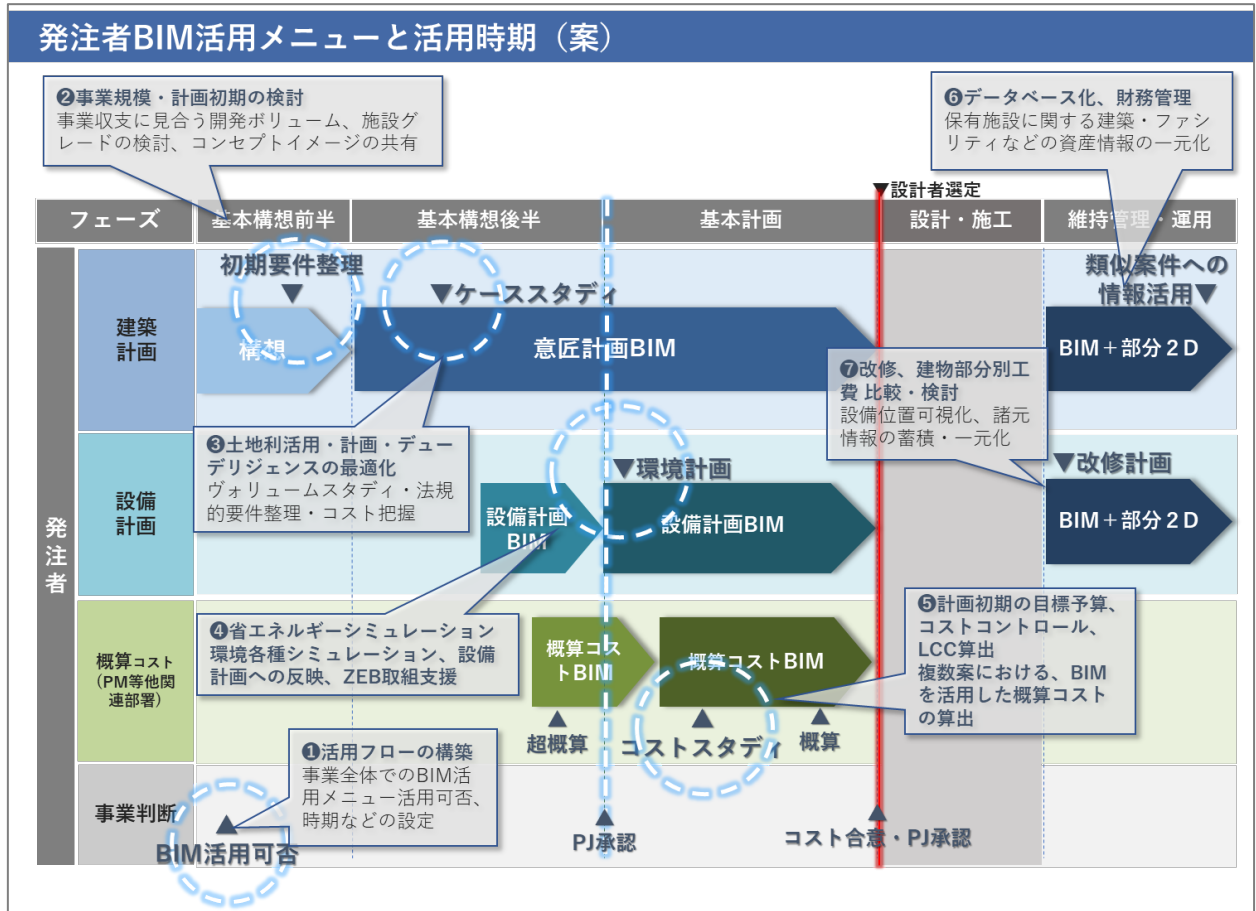 発注者BIM活用メニューと活用時期（案）
❷事業規模・計画初期の検討
事業収支に見合う開発ボリューム、施設グ
レードの検討、コンセプトイメージの共有
❻データベース化、財務管理
保有施設に関する建築・ファシ
リティなどの資産情報の一元化
▼設計者選定
フェーズ
基本構想前半
基本構想後半
基本計画
設計・施工
維持管理・運用
発注者
建築
計画
初期要件整理
▼
▼ケーススタディ
類似案件への
情報活用▼
構想
意匠計画BIM
BIM＋部分２D
❼改修、建物部分別工
費 比較・検討
設備位置可視化、諸元
情報の蓄積・一元化
❸土地利活用・計画・デュー
デリジェンスの最適化
ヴォリュームスタディ・法規
的要件整理・コスト把握
設備
計画
▼環境計画
▼改修計画
設備計画
BIM
設備計画BIM
BIM＋部分２D
❹省エネルギーシミュレーション
環境各種シミュレーション、設備
計画への反映、ZEB取組支援
❺計画初期の目標予算、
コストコントロール、
LCC算出
複数案における、BIM
を活用した概算コスト
の算出
概算コスト
(PM等他関
連部署)
概算コス
トBIM
概算コストBIM
▲
超概算
▲
コストスタディ
▲
概算
❶活用フローの構築
事業全体でのBIM活
用メニュー活用可否、
時期などの設定
事業判断
▲
BIM活用可否
▲
PJ承認
▲
コスト合意・PJ承認